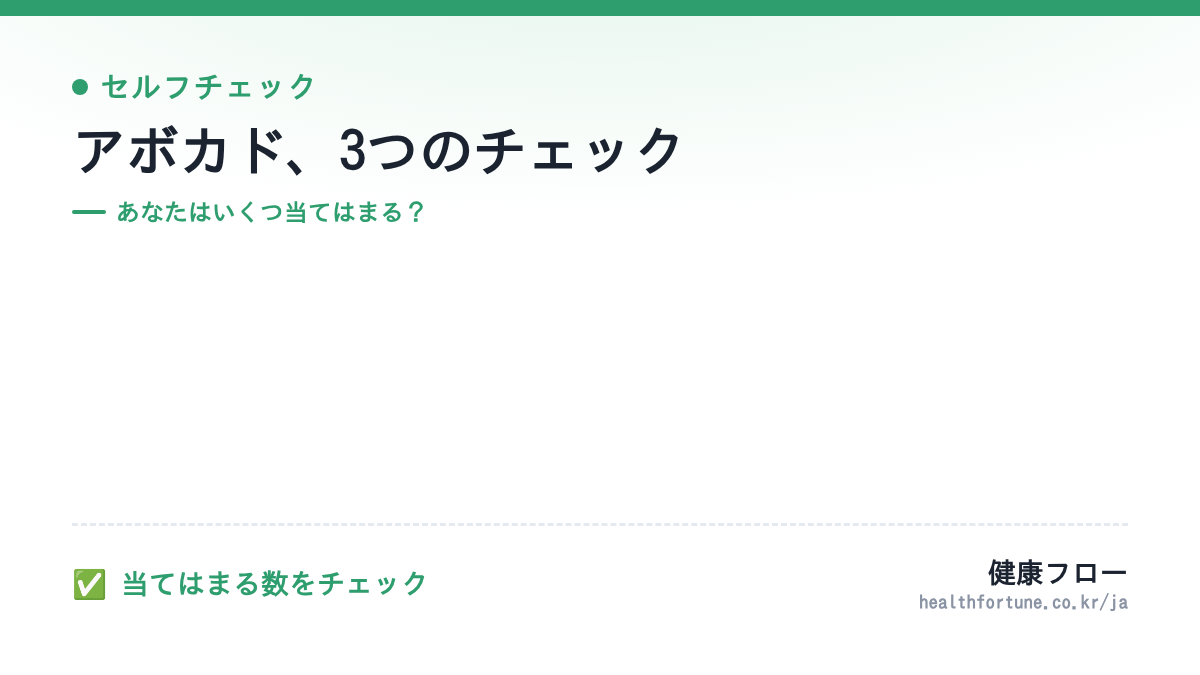 セルフチェック
アボカド、3つのチェック
あなたはいくつ当てはまる？
✅ 当てはまる数をチェック
健康フロー
healthfortune.co.kr/ja